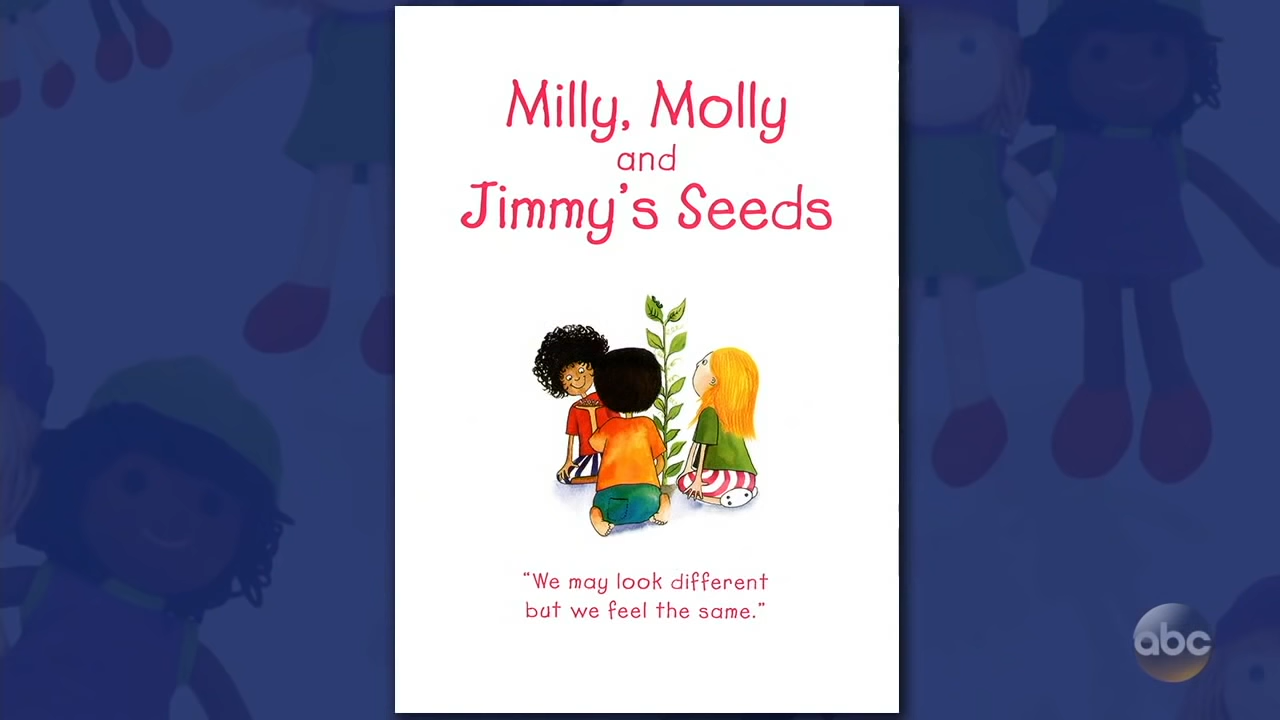 Milly, Molly
and
Jimmy's Seeds
"We may look different
but we feel the same."
abc